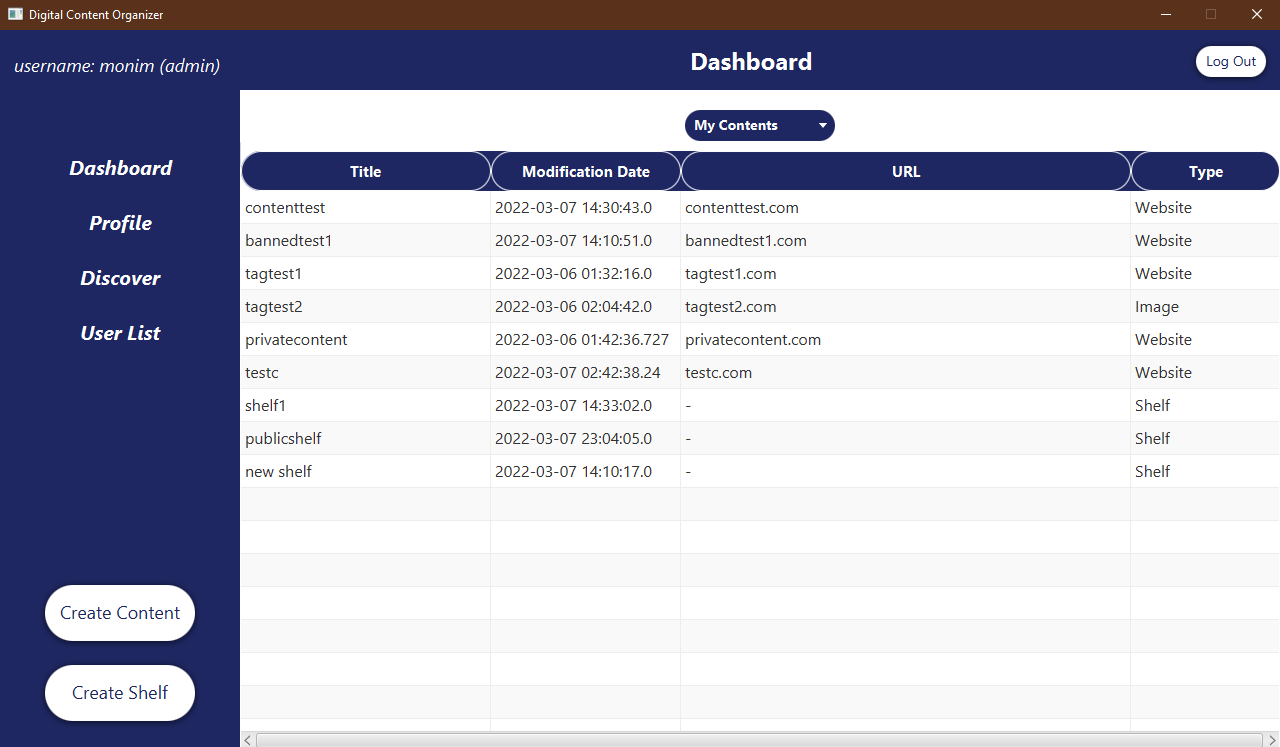 Digital Content Organizer
username: monim (admin)
Dashboard
Log Out
Dashboard
Profile
Discover
User List
Create Content
Create Shelf
My Contents
Title Modification Date URL Type
contenttest 2022-03-07 14:30:43.0 contenttest.com Website
bannedtest1 2022-03-07 14:10:51.0 bannedtest1.com Website
tagtest1 2022-03-06 01:32:16.0 tagtest1.com Website
tagtest2 2022-03-06 02:04:42.0 tagtest2.com Image
privatecontent 2022-03-06 01:42:36.727 privatecontent.com Website
testc 2022-03-07 02:42:38.24 testc.com Website
shelf1 2022-03-07 14:33:02.0 - Shelf
publicshelf 2022-03-07 23:04:05.0 - Shelf
new shelf 2022-03-07 14:10:17.0 - Shelf